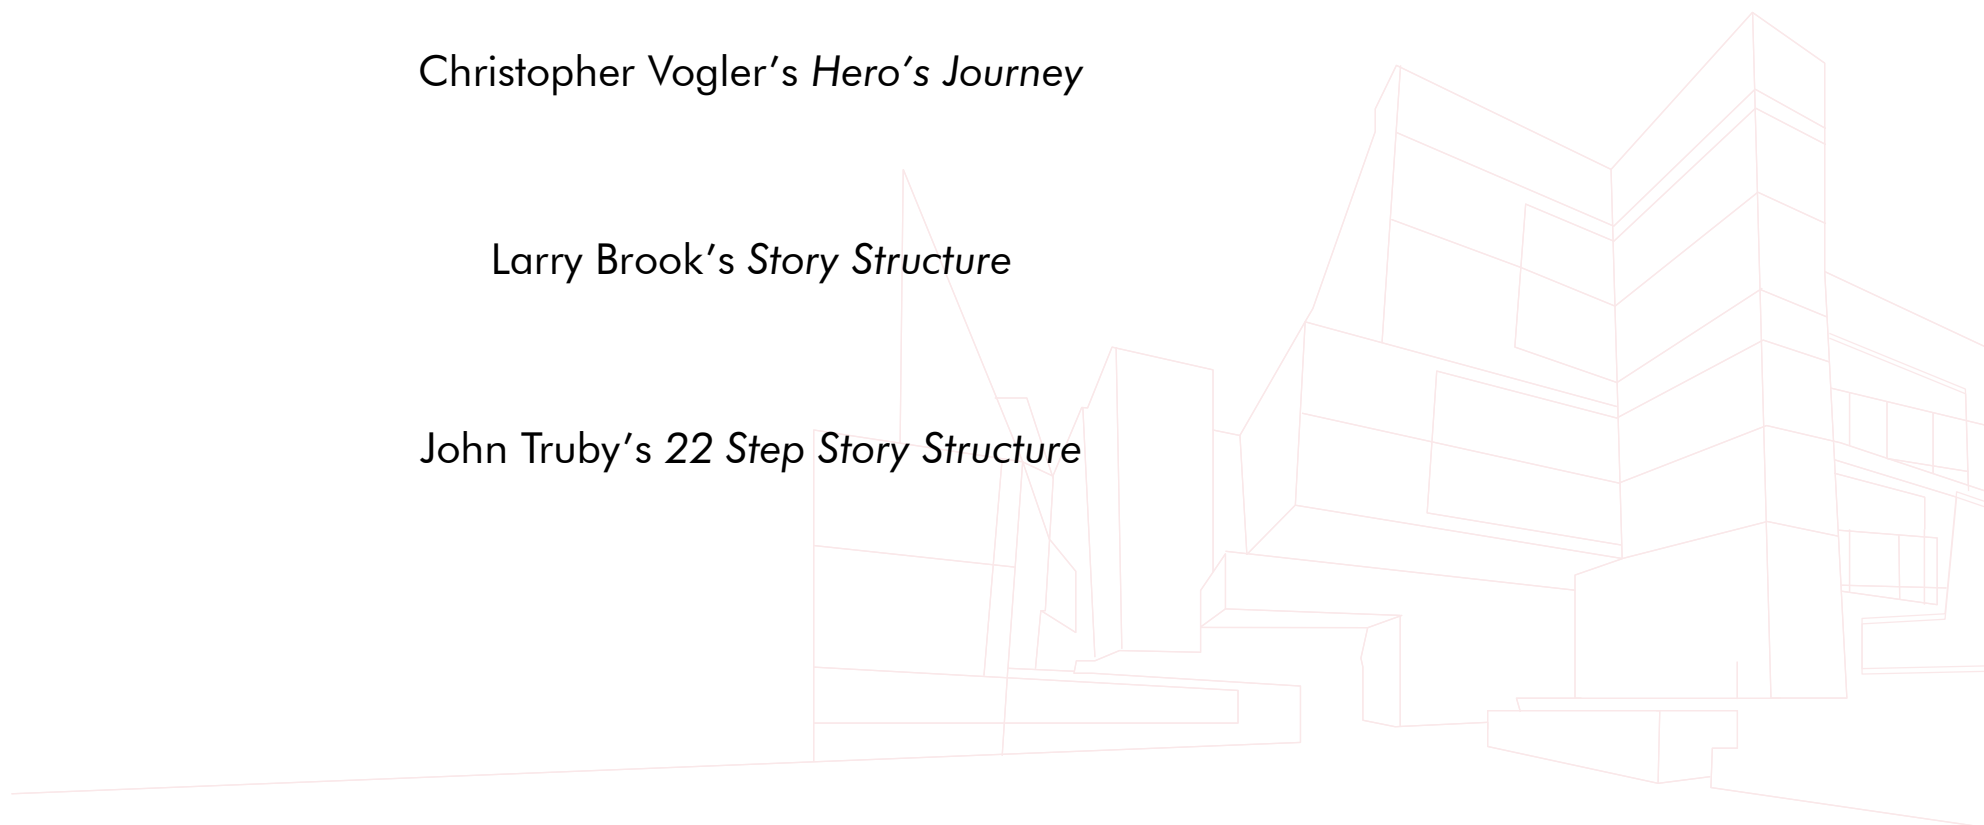 Christopher Vogler’s Hero’s Journey
Larry Brook’s Story Structure
John Truby’s 22 Step Story Structure